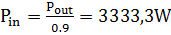 P_in = P_out / 0.9 = 3333,3W